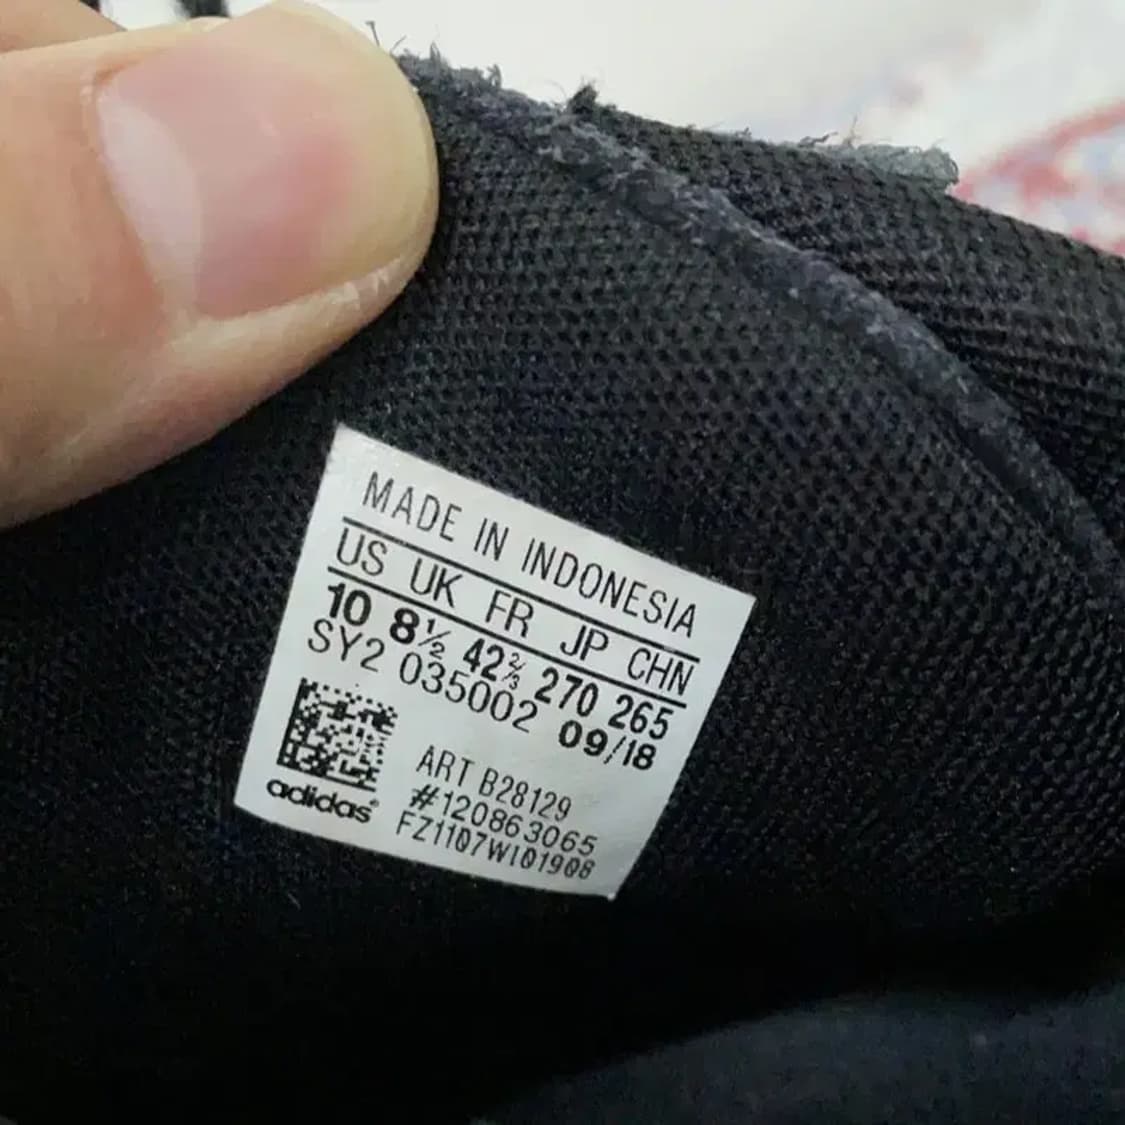 MADE IN INDONESIA
US UK FR JP CHN
10 8½ 42⅔ 270 265
SY2 035002 09/18
ART B28129
#120863065
FZ1107WI01908
adidas®